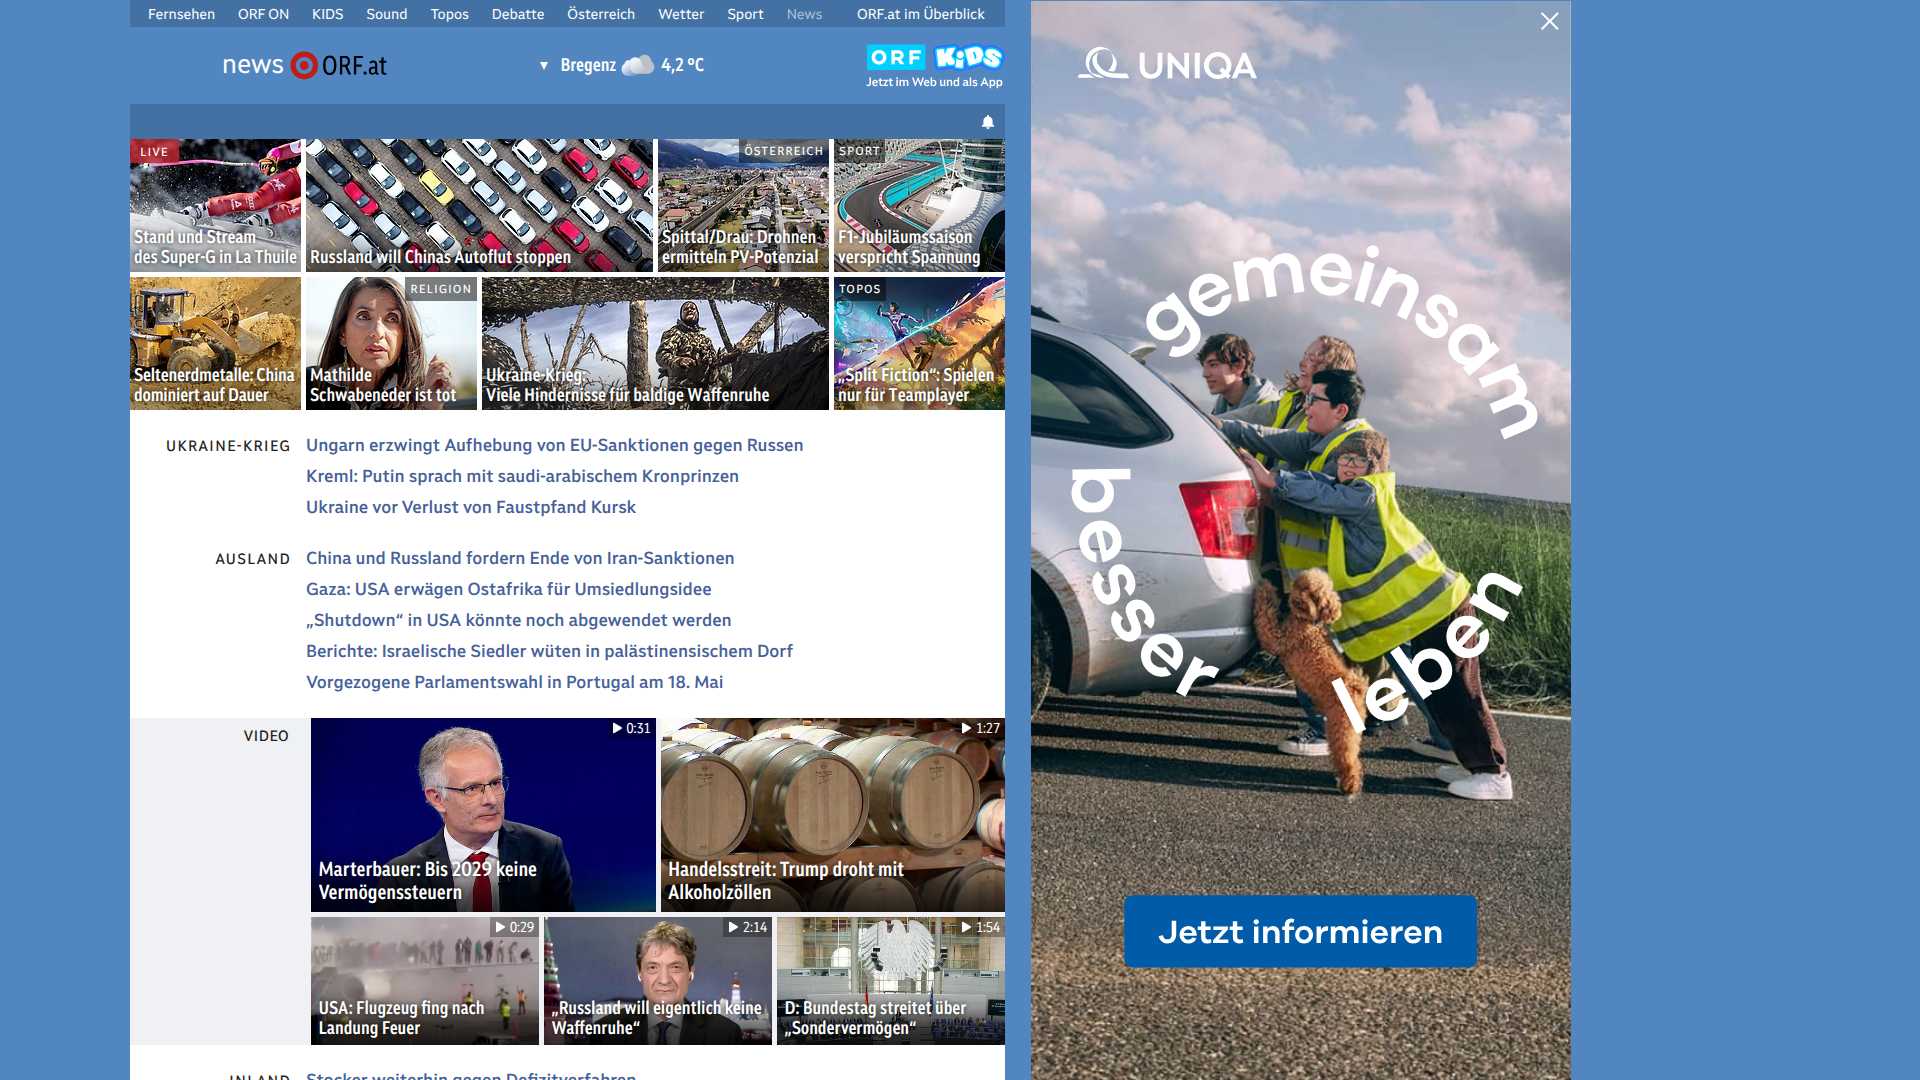 Fernsehen ORF ON KIDS Sound Topos Debatte Österreich Wetter Sport News ORF.at im Überblick
news ORF.at
▼ Bregenz 4,2 °C
ORF KiDS
Jetzt im Web und als App
LIVE
Stand und Stream
des Super-G in La Thuile
Russland will Chinas Autoflut stoppen
ÖSTERREICH
Spittal/Drau: Drohnen
ermitteln PV-Potenzial
SPORT
F1-Jubiläumssaison
verspricht Spannung
Seltenerdmetalle: China
dominiert auf Dauer
RELIGION
Mathilde
Schwabeneder ist tot
Ukraine-Krieg:
Viele Hindernisse für baldige Waffenruhe
TOPOS
„Split Fiction“: Spielen
nur für Teamplayer
UKRAINE-KRIEG
Ungarn erzwingt Aufhebung von EU-Sanktionen gegen Russen
Kreml: Putin sprach mit saudi-arabischem Kronprinzen
Ukraine vor Verlust von Faustpfand Kursk
AUSLAND
China und Russland fordern Ende von Iran-Sanktionen
Gaza: USA erwägen Ostafrika für Umsiedlungsidee
„Shutdown“ in USA könnte noch abgewendet werden
Berichte: Israelische Siedler wüten in palästinensischem Dorf
Vorgezogene Parlamentswahl in Portugal am 18. Mai
VIDEO
0:31
Marterbauer: Bis 2029 keine
Vermögenssteuern
1:27
Handelsstreit: Trump droht mit
Alkoholzöllen
0:29
USA: Flugzeug fing nach
Landung Feuer
2:14
„Russland will eigentlich keine
Waffenruhe“
1:54
D: Bundestag streitet über
„Sondervermögen“
INLAND
Stocker weiterhin gegen Defizitverfahren
UNIQA
gemeinsam
besser
leben
Jetzt informieren